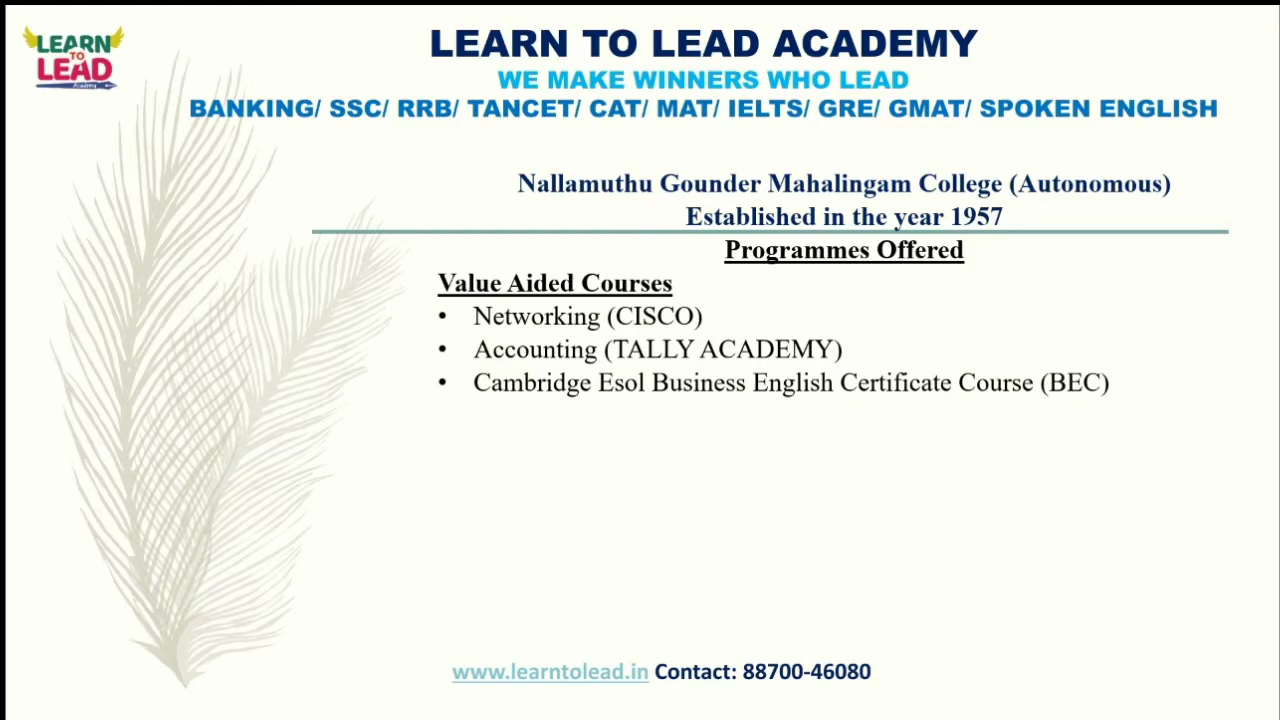 LEARN
TO
LEAD
Academy
LEARN TO LEAD ACADEMY
WE MAKE WINNERS WHO LEAD
BANKING/ SSC/ RRB/ TANCET/ CAT/ MAT/ IELTS/ GRE/ GMAT/ SPOKEN ENGLISH
Nallamuthu Gounder Mahalingam College (Autonomous)
Established in the year 1957
Programmes Offered
Value Aided Courses
• Networking (CISCO)
• Accounting (TALLY ACADEMY)
• Cambridge Esol Business English Certificate Course (BEC)
www.learntolead.in Contact: 88700-46080